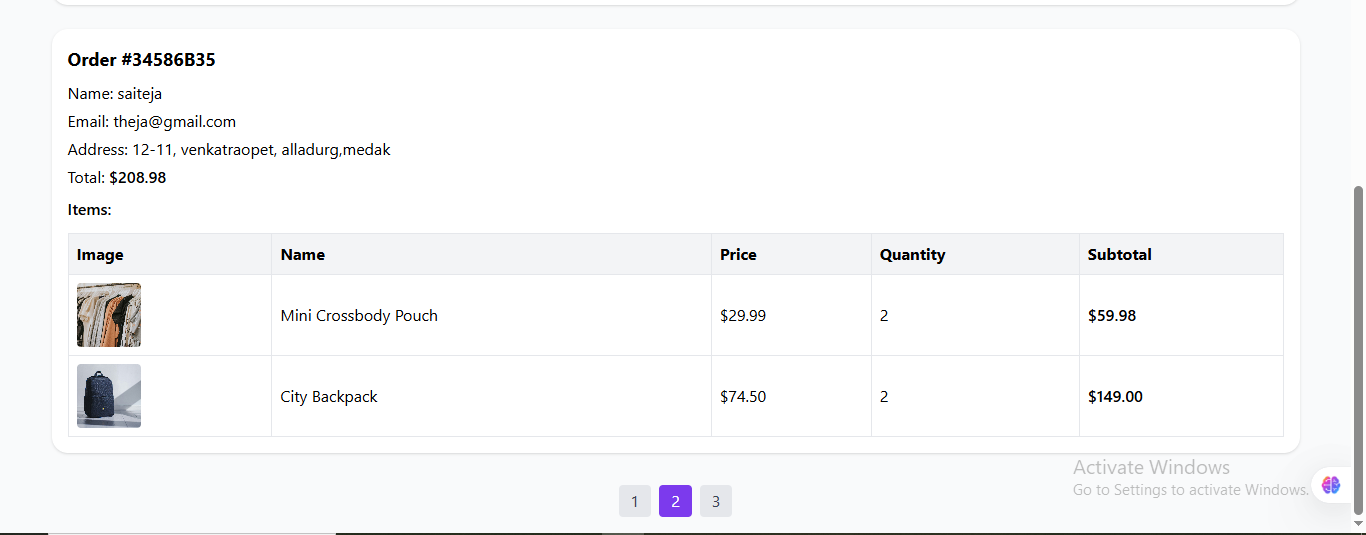 Order #34586B35
Name: saiteja
Email: theja@gmail.com
Address: 12-11, venkatraopet, alladurg,medak
Total: $208.98
Items:
Image Name Price Quantity Subtotal
Mini Crossbody Pouch $29.99 2 $59.98
City Backpack $74.50 2 $149.00
Activate Windows
Go to Settings to activate Windows.
1 2 3